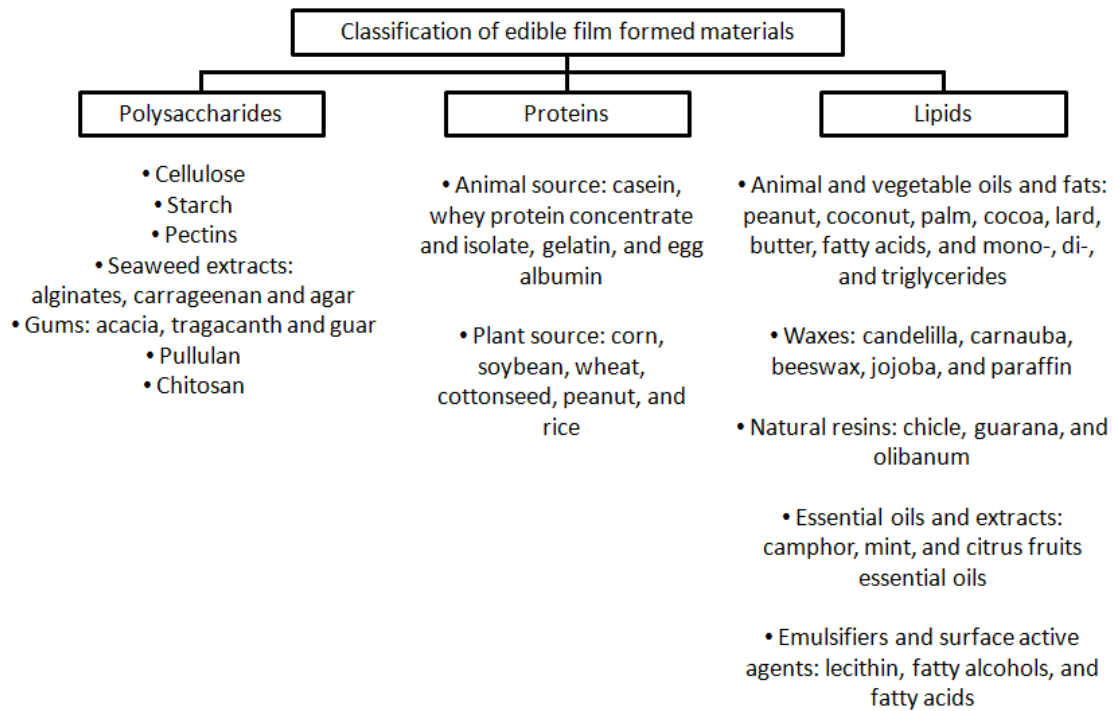 Classification of edible film formed materials
Polysaccharides
• Cellulose
• Starch
• Pectins
• Seaweed extracts:
alginates, carrageenan and agar
• Gums: acacia, tragacanth and guar
• Pullulan
• Chitosan
Proteins
• Animal source: casein,
whey protein concentrate
and isolate, gelatin, and egg
albumin
• Plant source: corn,
soybean, wheat,
cottonseed, peanut, and
rice
Lipids
• Animal and vegetable oils and fats:
peanut, coconut, palm, cocoa, lard,
butter, fatty acids, and mono-, di-,
and triglycerides
• Waxes: candelilla, carnauba,
beeswax, jojoba, and paraffin
• Natural resins: chicle, guarana, and
olibanum
• Essential oils and extracts:
camphor, mint, and citrus fruits
essential oils
• Emulsifiers and surface active
agents: lecithin, fatty alcohols, and
fatty acids